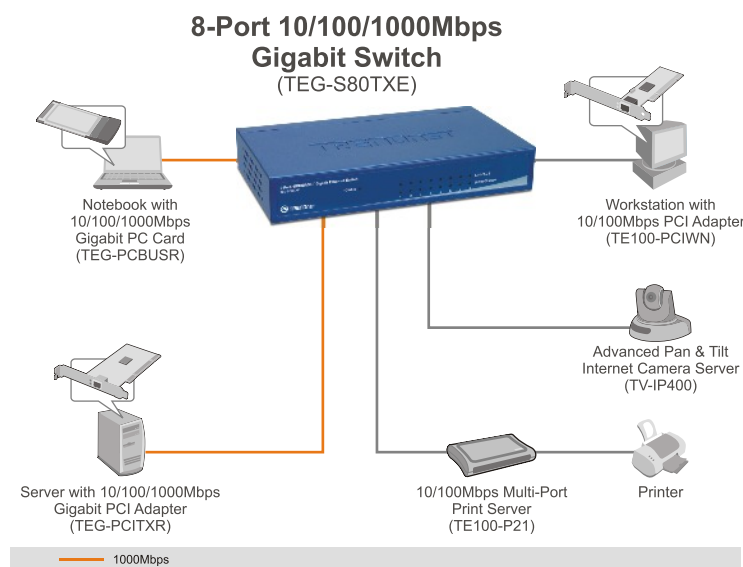 8-Port 10/100/1000Mbps
Gigabit Switch
(TEG-S80TXE)
TRENDNET
Notebook with
10/100/1000Mbps
Gigabit PC Card
(TEG-PCBUSR)
Workstation with
10/100Mbps PCI Adapter
(TE100-PCIWN)
Advanced Pan & Tilt
Internet Camera Server
(TV-IP400)
Server with 10/100/1000Mbps
Gigabit PCI Adapter
(TEG-PCITXR)
10/100Mbps Multi-Port
Print Server
(TE100-P21)
Printer
1000Mbps